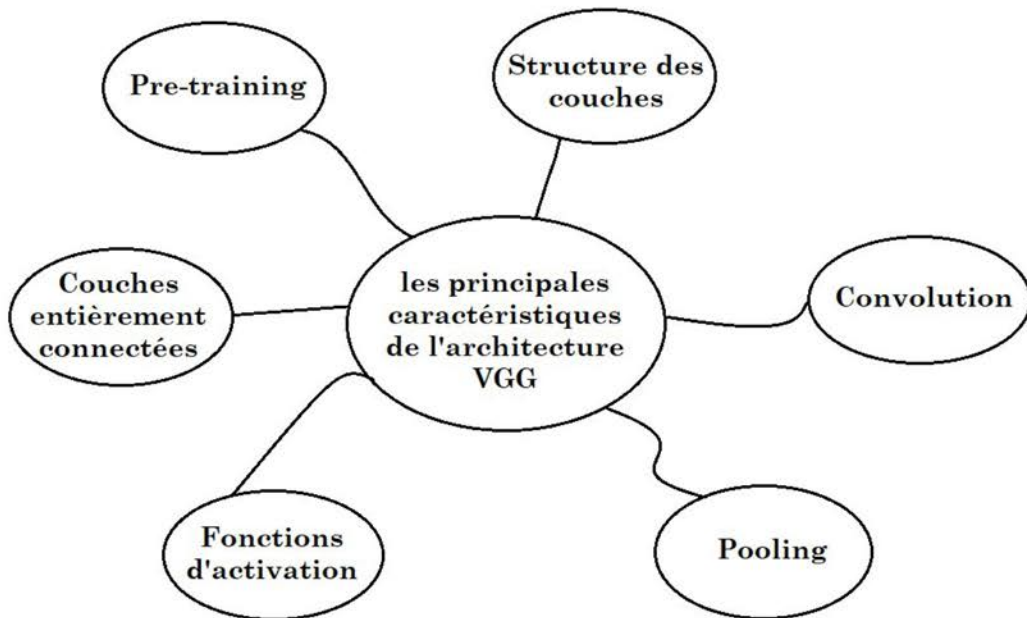 Pre-training
Structure des
couches
Couches
entièrement
connectées
les principales
caractéristiques
de l'architecture
VGG
Convolution
Fonctions
d'activation
Pooling